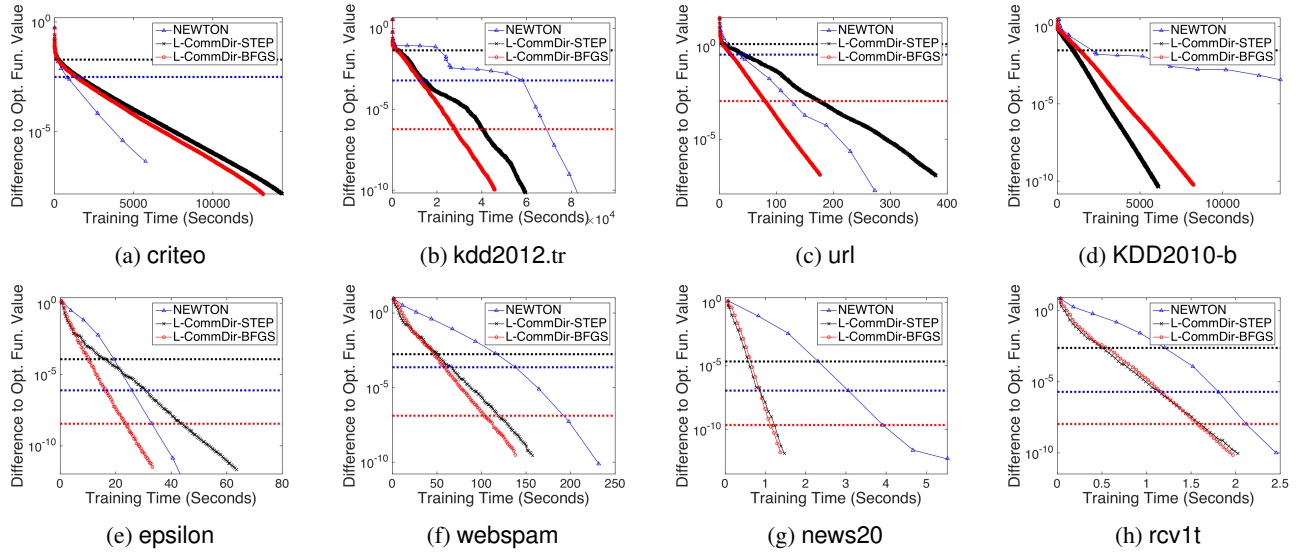 Difference to Opt. Fun. Value
10^0
10^-5
NEWTON
L-CommDir-STEP
L-CommDir-BFGS
0 5000 10000
Training Time (Seconds)
(a) criteo
Difference to Opt. Fun. Value
10^0
10^-5
10^-10
NEWTON
L-CommDir-STEP
L-CommDir-BFGS
0 2 4 6 8
Training Time (Seconds) ×10^4
(b) kdd2012.tr
Difference to Opt. Fun. Value
10^0
10^-5
NEWTON
L-CommDir-STEP
L-CommDir-BFGS
0 100 200 300 400
Training Time (Seconds)
(c) url
Difference to Opt. Fun. Value
10^0
10^-5
10^-10
NEWTON
L-CommDir-STEP
L-CommDir-BFGS
0 5000 10000
Training Time (Seconds)
(d) KDD2010-b
Difference to Opt. Fun. Value
10^0
10^-5
10^-10
NEWTON
L-CommDir-STEP
L-CommDir-BFGS
0 20 40 60 80
Training Time (Seconds)
(e) epsilon
Difference to Opt. Fun. Value
10^0
10^-5
10^-10
NEWTON
L-CommDir-STEP
L-CommDir-BFGS
0 50 100 150 200 250
Training Time (Seconds)
(f) webspam
Difference to Opt. Fun. Value
10^0
10^-5
10^-10
NEWTON
L-CommDir-STEP
L-CommDir-BFGS
0 1 2 3 4 5
Training Time (Seconds)
(g) news20
Difference to Opt. Fun. Value
10^0
10^-5
10^-10
NEWTON
L-CommDir-STEP
L-CommDir-BFGS
0 0.5 1 1.5 2 2.5
Training Time (Seconds)
(h) rcv1t